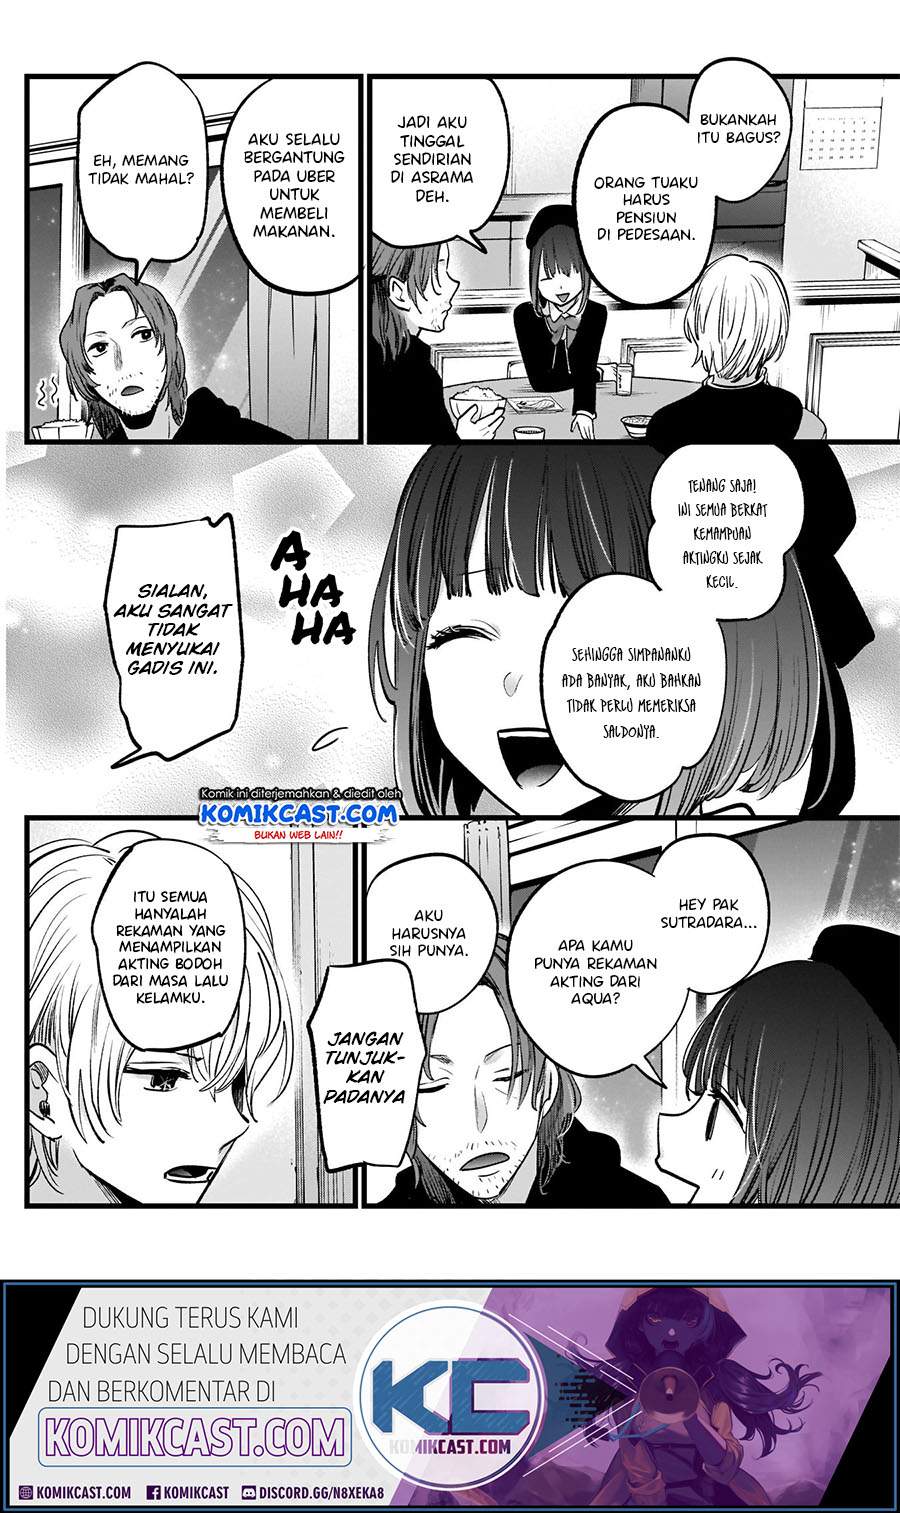 BUKANKAH
ITU BAGUS?
ORANG TUAKU
HARUS
PENSIUN
DI PEDESAAN.
JADI AKU
TINGGAL
SENDIRIAN
DI ASRAMA
DEH.
AKU SELALU
BERGANTUNG
PADA UBER
UNTUK
MEMBELI
MAKANAN.
EH, MEMANG
TIDAK MAHAL?
TENANG SAJA!
INI SEMUA BERKAT
KEMAMPUAN
AKTINGKU SEJAK
KECIL.
SEHINGGA SIMPANANKU
ADA BANYAK, AKU BAHKAN
TIDAK PERLU MEMERIKSA
SALDONYA.
A
HA
HA
SIALAN,
AKU SANGAT
TIDAK
MENYUKAI
GADIS INI.
Komik ini diterjemahkan & diedit oleh
KOMIKCAST.COM
BUKAN WEB LAIN!!
HEY PAK
SUTRADARA...
APA KAMU
PUNYA REKAMAN
AKTING DARI
AQUA?
AKU
HARUSNYA
SIH PUNYA.
JANGAN
TUNJUK-
KAN
PADANYA
ITU SEMUA
HANYALAH
REKAMAN YANG
MENAMPILKAN
AKTING BODOH
DARI MASA LALU
KELAMKU.
DUKUNG TERUS KAMI
DENGAN SELALU MEMBACA
DAN BERKOMENTAR DI
KOMIKCAST.COM
KC
KOMIKCAST.COM
KOMIKCAST.COM KOMIKCAST DISCORD.GG/N8XEKA8